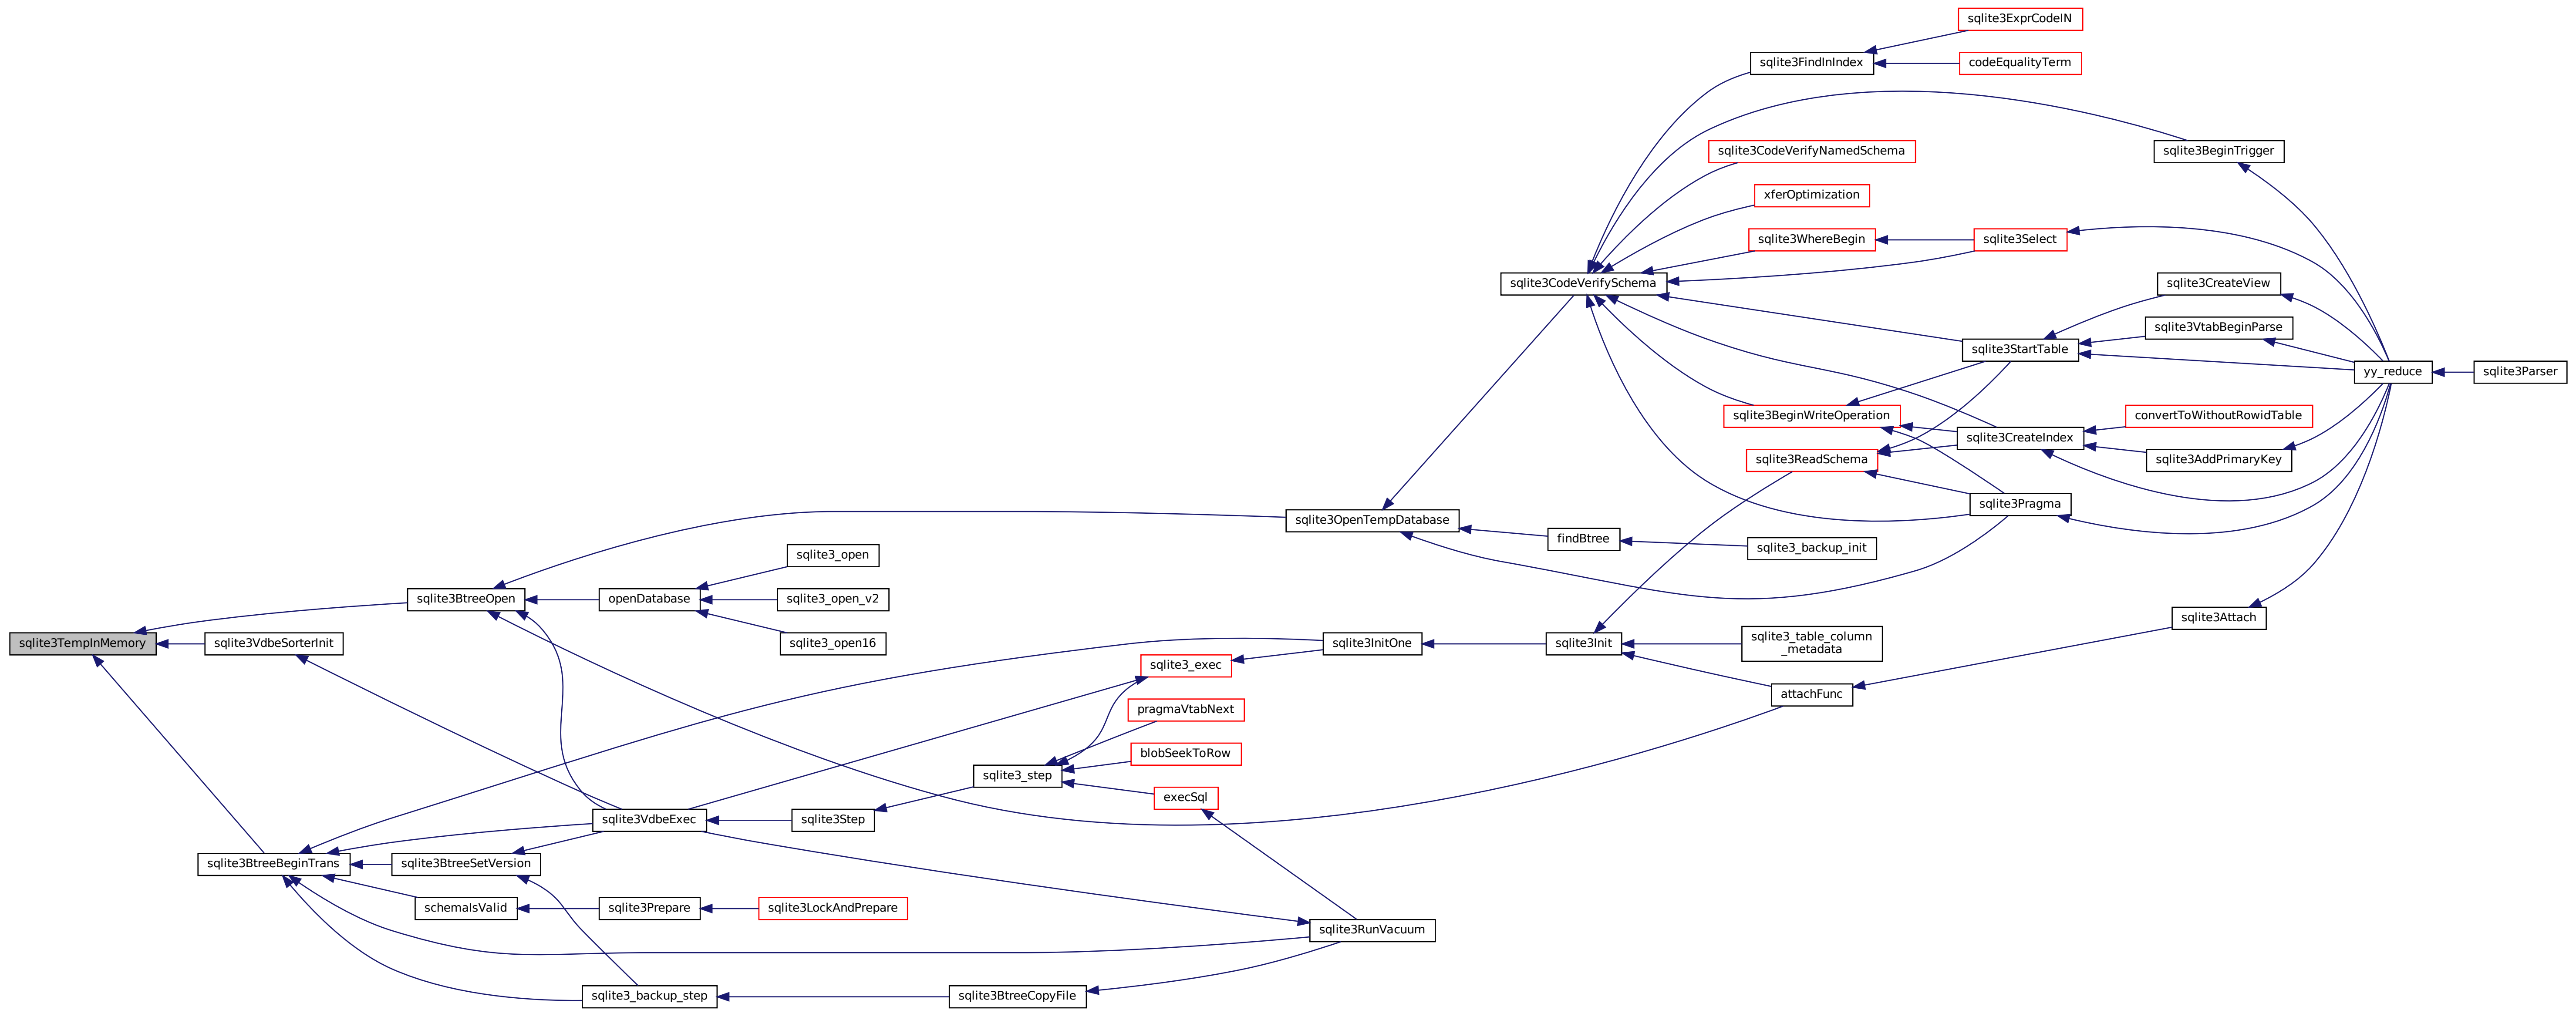 sqlite3ExprCodeIN
sqlite3FindInIndex
codeEqualityTerm
sqlite3CodeVerifyNamedSchema
sqlite3BeginTrigger
xferOptimization
sqlite3WhereBegin
sqlite3Select
sqlite3CodeVerifySchema
sqlite3CreateView
sqlite3VtabBeginParse
sqlite3StartTable
yy_reduce
sqlite3Parser
sqlite3BeginWriteOperation
convertToWithoutRowidTable
sqlite3CreateIndex
sqlite3ReadSchema
sqlite3AddPrimaryKey
sqlite3Pragma
sqlite3OpenTempDatabase
findBtree
sqlite3_backup_init
sqlite3_open
sqlite3BtreeOpen
openDatabase
sqlite3_open_v2
sqlite3Attach
sqlite3TempInMemory
sqlite3VdbeSorterInit
sqlite3_open16
sqlite3InitOne
sqlite3Init
sqlite3_table_column
_metadata
sqlite3_exec
attachFunc
pragmaVtabNext
blobSeekToRow
sqlite3_step
execSql
sqlite3VdbeExec
sqlite3Step
sqlite3BtreeBeginTrans
sqlite3BtreeSetVersion
schemaIsValid
sqlite3Prepare
sqlite3LockAndPrepare
sqlite3RunVacuum
sqlite3_backup_step
sqlite3BtreeCopyFile